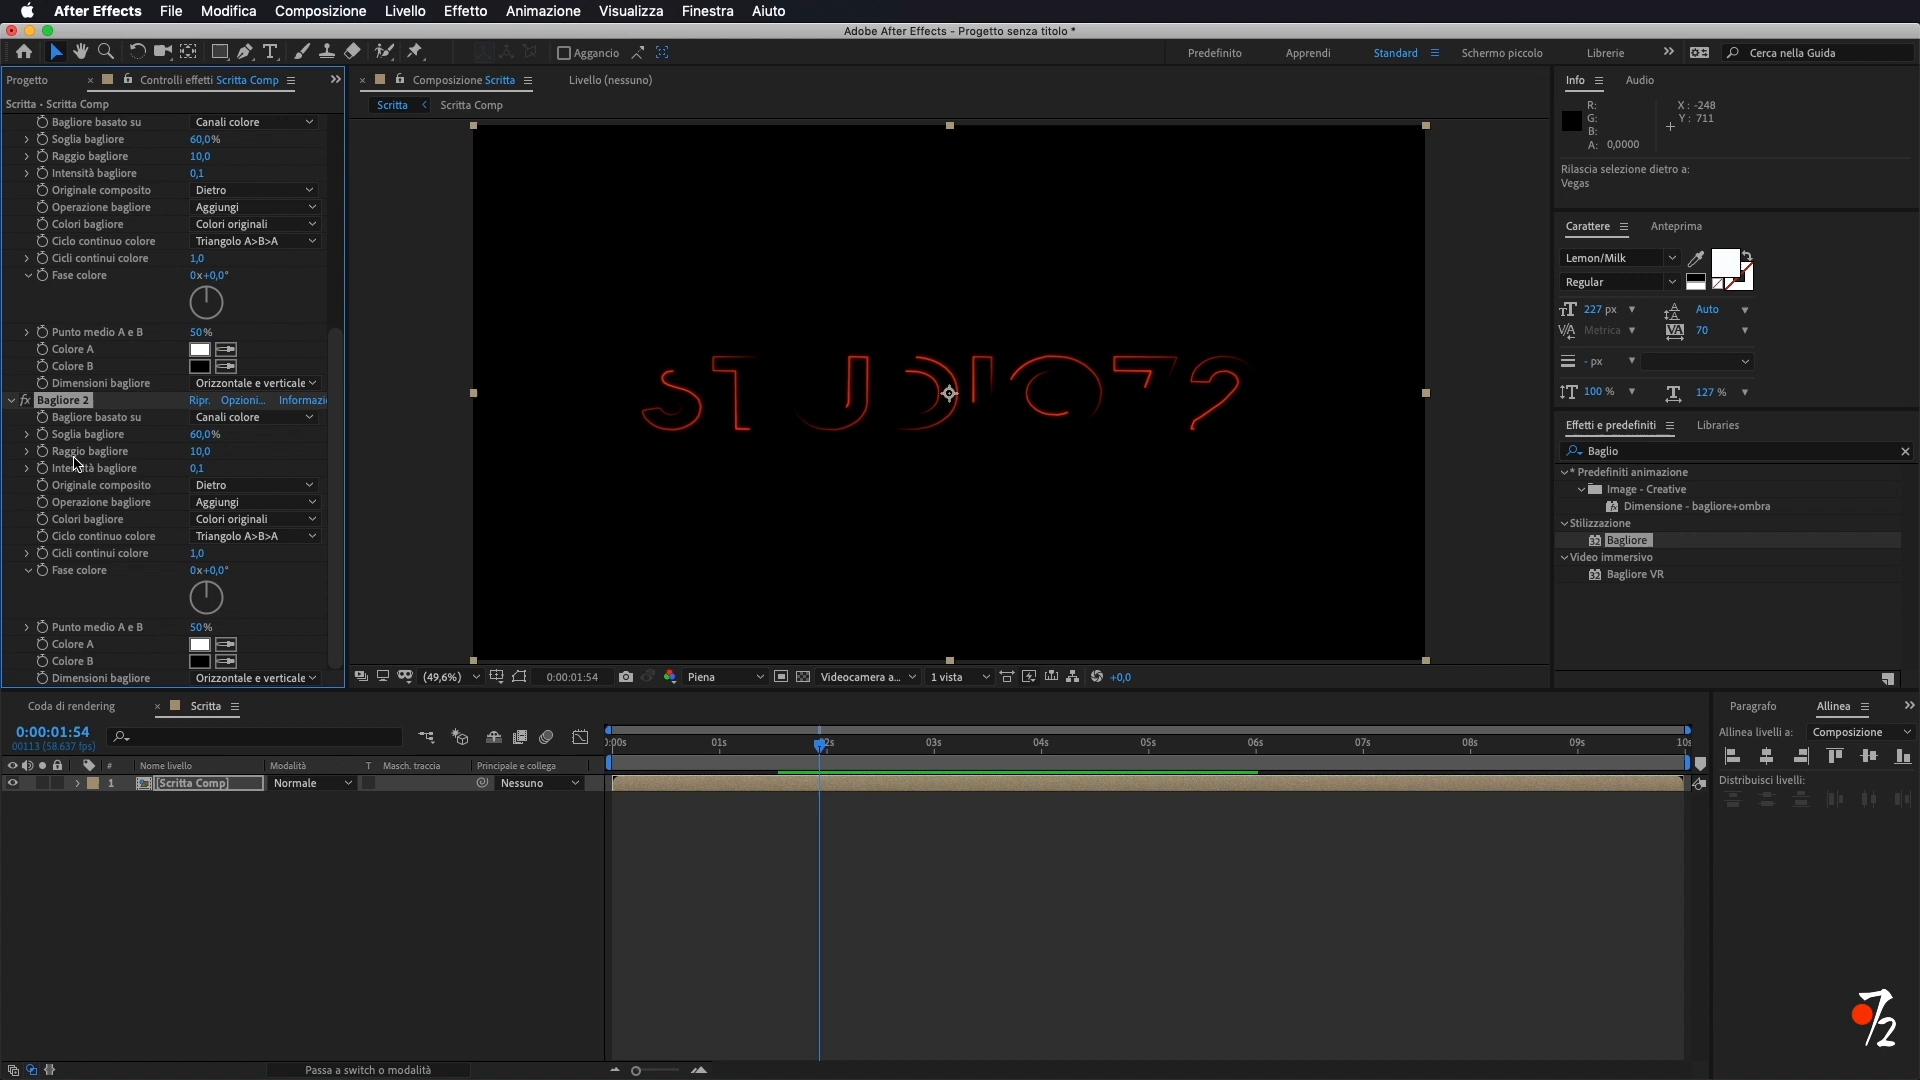 After Effects File Modifica Composizione Livello Effetto Animazione Visualizza Finestra Aiuto
Adobe After Effects - Progetto senza titolo *
Aggancio Predefinito Apprendi Standard Schermo piccolo Librerie Cerca nella Guida
Progetto Controlli effetti Scritta Comp
Scritta • Scritta Comp
Bagliore basato su Canali colore
Soglia bagliore 60,0%
Raggio bagliore 10,0
Intensità bagliore 0,1
Originale composito Dietro
Operazione bagliore Aggiungi
Colori bagliore Colori originali
Ciclo continuo colore Triangolo A>B>A
Cicli continui colore 1,0
Fase colore 0x+0,0°
Punto medio A e B 50%
Colore A
Colore B
Dimensioni bagliore Orizzontale e verticale
fx Bagliore 2 Ripr. Opzioni... Informazi
Bagliore basato su Canali colore
Soglia bagliore 60,0%
Raggio bagliore 10,0
Intensità bagliore 0,1
Originale composito Dietro
Operazione bagliore Aggiungi
Colori bagliore Colori originali
Ciclo continuo colore Triangolo A>B>A
Cicli continui colore 1,0
Fase colore 0x+0,0°
Punto medio A e B 50%
Colore A
Colore B
Dimensioni bagliore Orizzontale e verticale
Composizione Scritta Livello (nessuno)
Scritta Scritta Comp
STUDIO72
(49,6%) 0:00:01:54 Piena Videocamera a... 1 vista +0,0
Info Audio
R: X: -248
G: Y: 711
B:
A: 0,0000
Rilascia selezione dietro a:
Vegas
Carattere Anteprima
Lemon/Milk
Regular
227 px Auto
Metrica 70
- px
100 % 127 %
Effetti e predefiniti Libraries
Baglio
* Predefiniti animazione
Image - Creative
Dimensione - bagliore+ombra
Stilizzazione
Bagliore
Video immersivo
Bagliore VR
Coda di rendering Scritta
0:00:01:54
00113 (58.637 fps)
# Nome livello Modalità T Masch. traccia Principale e collega
1 [Scritta Comp] Normale Nessuno
):00s 01s 02s 03s 04s 05s 06s 07s 08s 09s 10s
Passa a switch o modalità
Paragrafo Allinea
Allinea livelli a: Composizione
Distribuisci livelli:
72